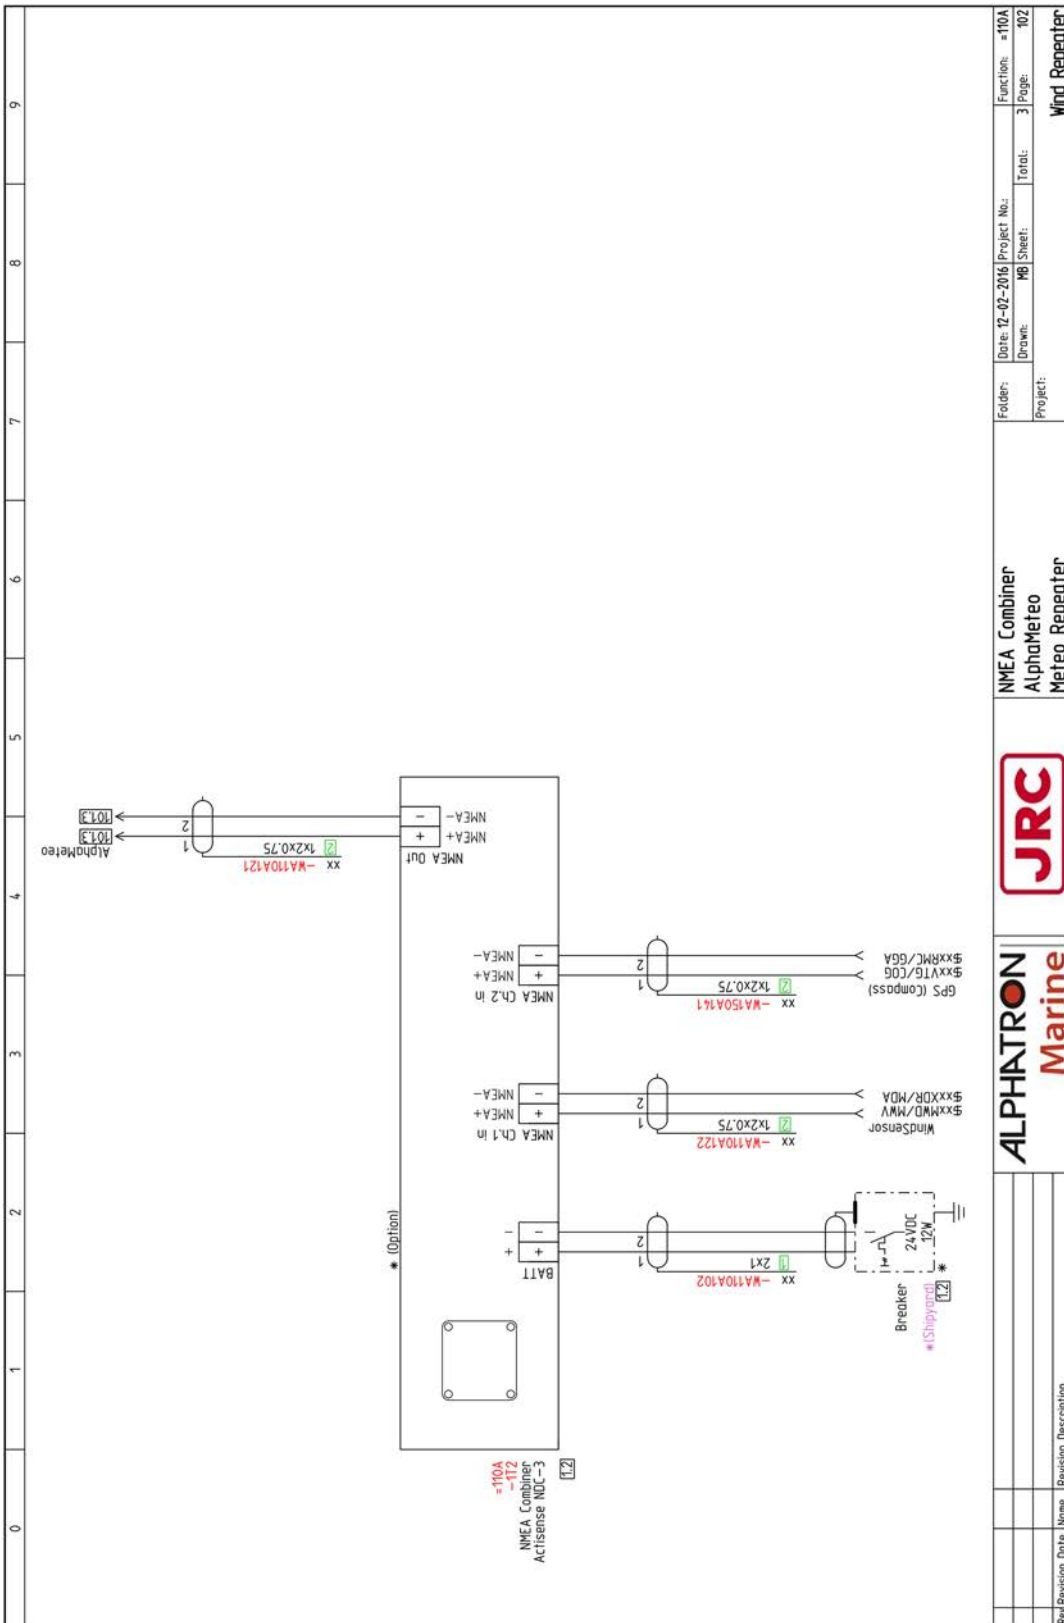 0
1
2
3
4
5
6
7
8
9
=110A
-1T2
NMEA Combiner
Actisense NDC-3
1.2
* (Option)
BATT
+
-
+
-
NMEA Ch.1 in
+
-
NMEA+
NMEA-
NMEA Ch.2 in
+
-
NMEA+
NMEA-
NMEA Out
+
-
NMEA+
NMEA-
xx
-WA110A121
2
1x2x0.75
1
2
AlphaMeteo
101.3
101.3
xx
-WA110A102
1
2x1
1
2
xx
-WA110A122
2
1x2x0.75
1
2
xx
-WA150A141
2
1x2x0.75
1
2
Breaker
*(Shipyard)
1.2
*
24VDC
12W
WindSensor
$xxMWD/MWV
$xxXDR/MDA
GPS (Compass)
$xxVTG/COG
$xxRMC/GGA
Revision Date
Name
Revision Description
ALPHATRON
Marine
JRC
NMEA Combiner
AlphaMeteo
Meteo Repeater
Folder:
Date: 12-02-2016
Project No.:
Function: =110A
Drawn: MB
Sheet:
Total: 3
Page: 102
Project:
Wind Repeater